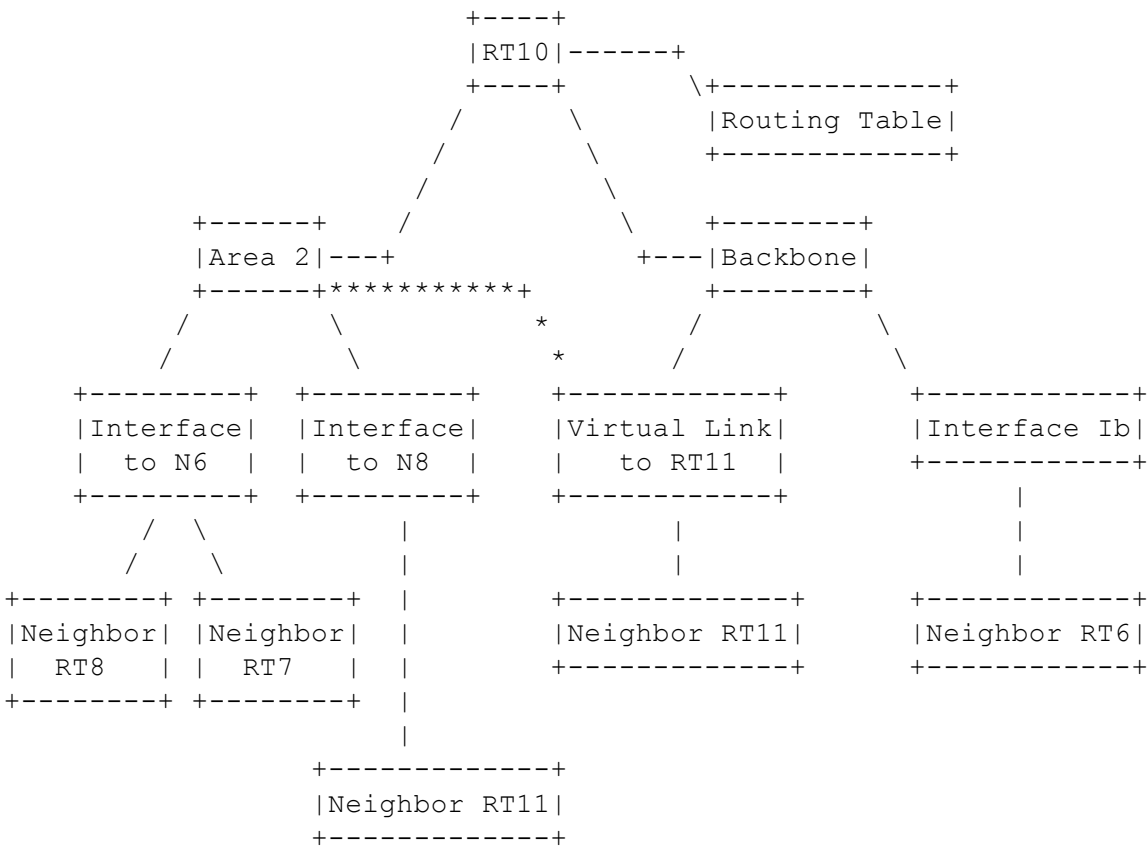 RT10
Routing Table
Area 2
Backbone
Interface to N6
Interface to N8
Virtual Link to RT11
Interface Ib
Neighbor RT8
Neighbor RT7
Neighbor RT11
Neighbor RT6
Neighbor RT11